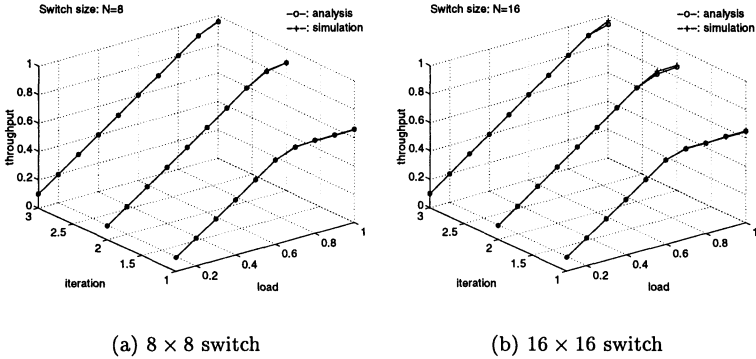 Switch size: N=8
-o-: analysis
-+-: simulation
1
0.8
0.6
0.4
0.2
0
throughput
3
2.5
2
1.5
1
iteration
0.2
0.4
0.6
0.8
1
load
(a) 8 × 8 switch
Switch size: N=16
-o-: analysis
-+-: simulation
1
0.8
0.6
0.4
0.2
0
throughput
3
2.5
2
1.5
1
iteration
0.2
0.4
0.6
0.8
1
load
(b) 16 × 16 switch